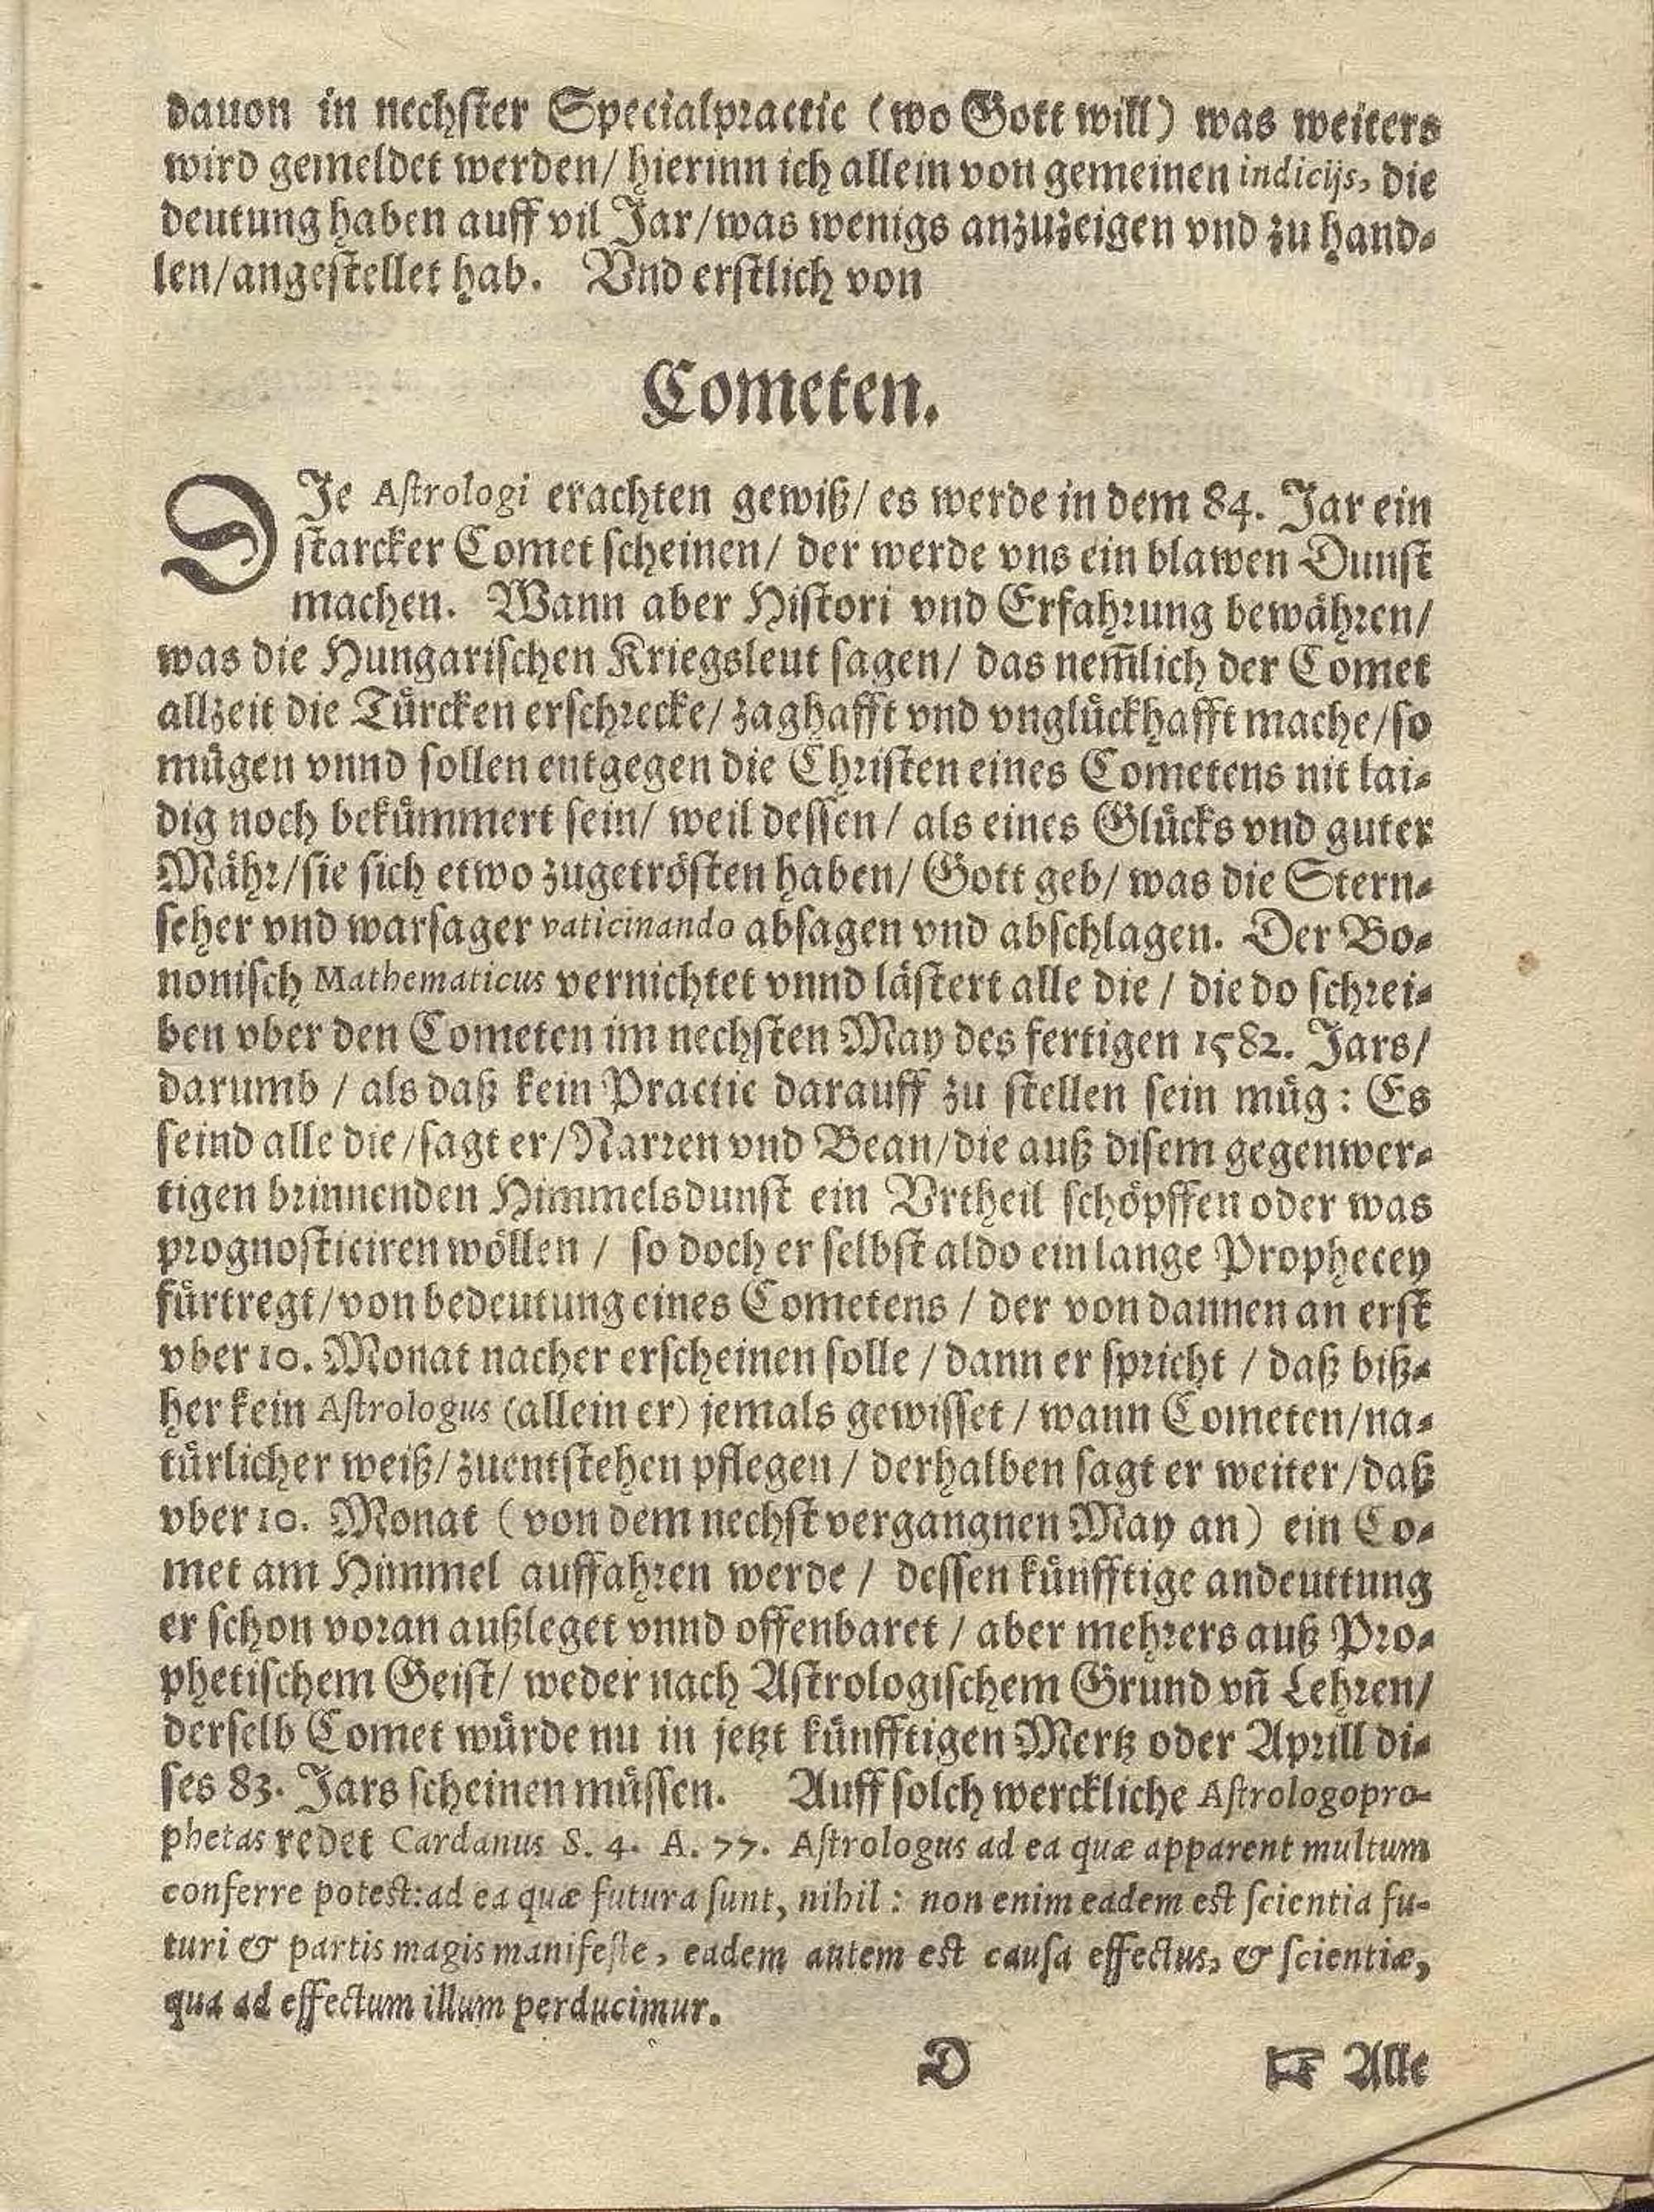 dauon in nechster Specialpractic (wo Gott will) was weiters
wird gemeldet werden/ hierinn ich allein von gemeinen indicijs, die
deutung haben auff vil Jar/was wenigs anzuzeigen vnd zu hand-
len/angestellet hab. Vnd erstlich von
Cometen.
DIe Astrologi erachten gewiß/ es werde in dem 84. Jar ein
starcker Comet scheinen/ der werde vns ein blawen Dunst
machen. Wann aber Histori vnd Erfahrung bewähren/
was die Hungarischen Kriegsleut sagen/ das nem̃lich der Comet
allzeit die Türcken erschrecke/ zaghafft vnd vnglückhafft mache/so
mügen vnnd sollen entgegen die Christen eines Cometens nit lai-
dig noch bekümmert sein/ weil dessen/ als eines Glücks vnd guter
Mähr/sie sich etwo zugetrösten haben/ Gott geb/ was die Stern-
seher vnd warsager vaticinando absagen vnd abschlagen. Der Bo-
nonisch Mathematicus vernichtet vnnd lästert alle die / die do schrei-
ben vber den Cometen im nechsten May des fertigen 1582. Jars/
darumb / als daß kein Practic darauff zu stellen sein müg: Es
seind alle die/sagt er/Narren vnd Bean/die auß disem gegenwer-
tigen brinnenden Himmelsdunst ein Vrtheil schöpffen oder was
prognosticiren wöllen / so doch er selbst aldo ein lange Prophecey
fürtregt/von bedeutung eines Cometens / der von dannen an erst
vber 10. Monat nacher erscheinen solle / dann er spricht / daß biß-
her kein Astrologus (allein er) jemals gewisset / wann Cometen/na-
türlicher weiß/zuentstehen pflegen / derhalben sagt er weiter/daß
vber 10. Monat (von dem nechst vergangnen May an) ein Co-
met am Himmel auffahren werde / dessen künfftige andeuttung
er schon voran außleget vnnd offenbaret / aber mehrers auß Pro-
phetischem Geist/ weder nach Astrologischem Grund vñ Lehren/
derselb Comet würde nu in jetzt künfftigen Mertz oder Aprill di-
ses 83. Jars scheinen müssen. Auff solch werckliche Astrologopro-
phetas redet Cardanus S. 4. A. 77. Astrologus ad ea quæ apparent multum
conferre potest: ad ea quæ futura sunt, nihil: non enim eadem est scientia fu-
turi & partis magis manifeste, eadem autem est causa effectus, & scientiæ,
qua ad effectum illum perducimur.
D ☞ Alle